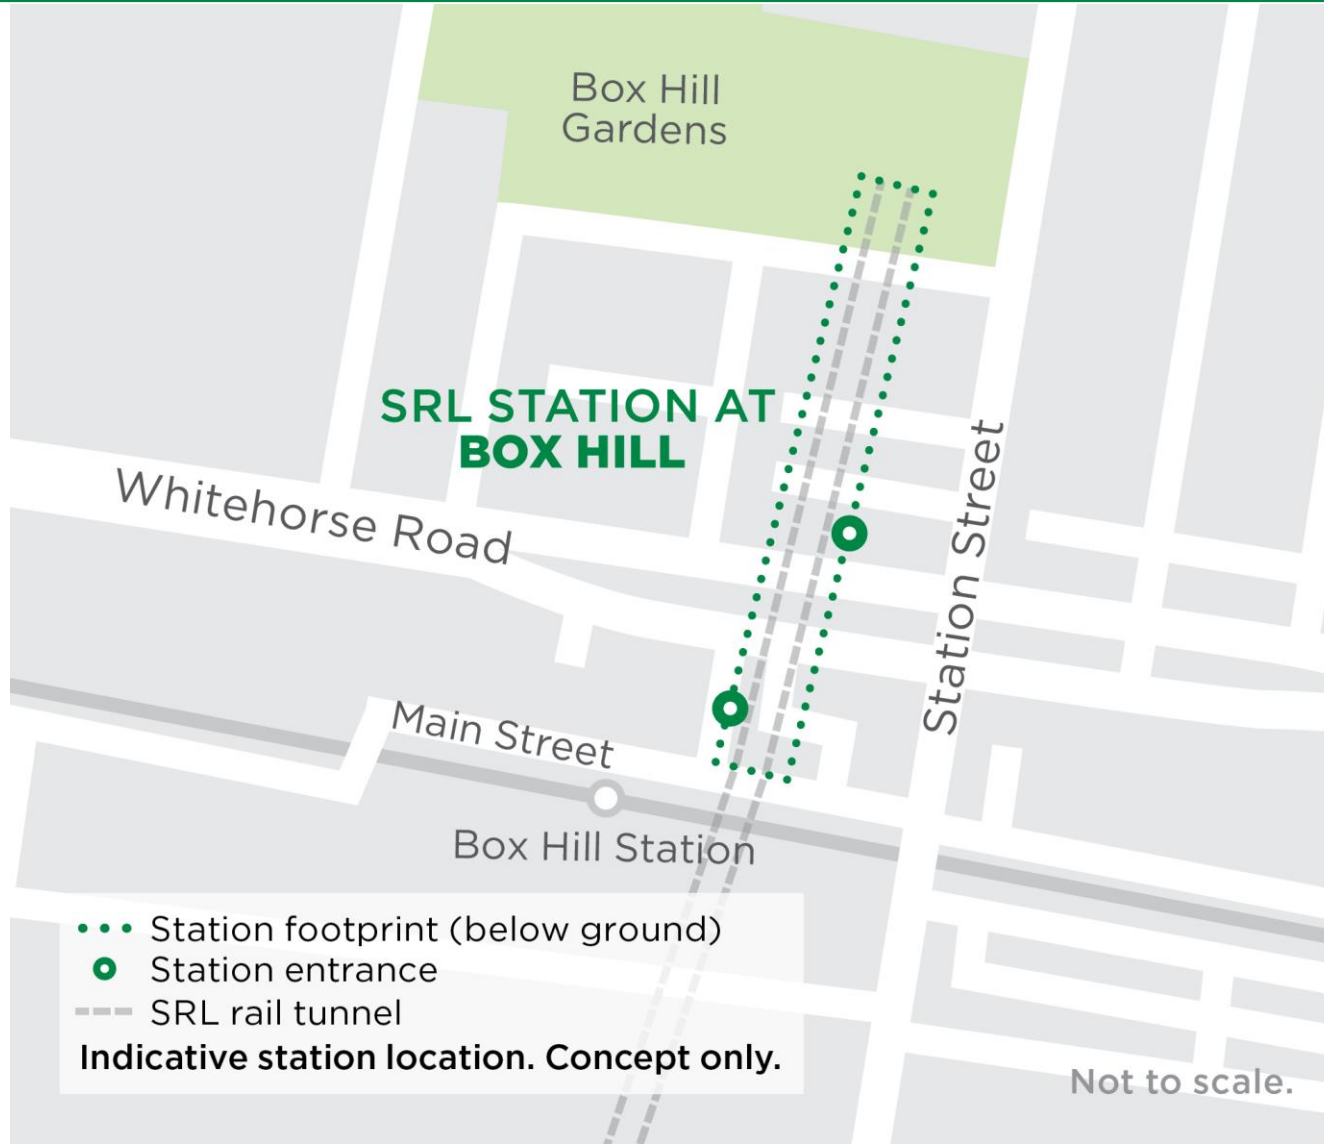 Box Hill
Gardens
SRL STATION AT
BOX HILL
Whitehorse Road
Station Street
Main Street
Box Hill Station
Station footprint (below ground)
Station entrance
SRL rail tunnel
Indicative station location. Concept only.
Not to scale.